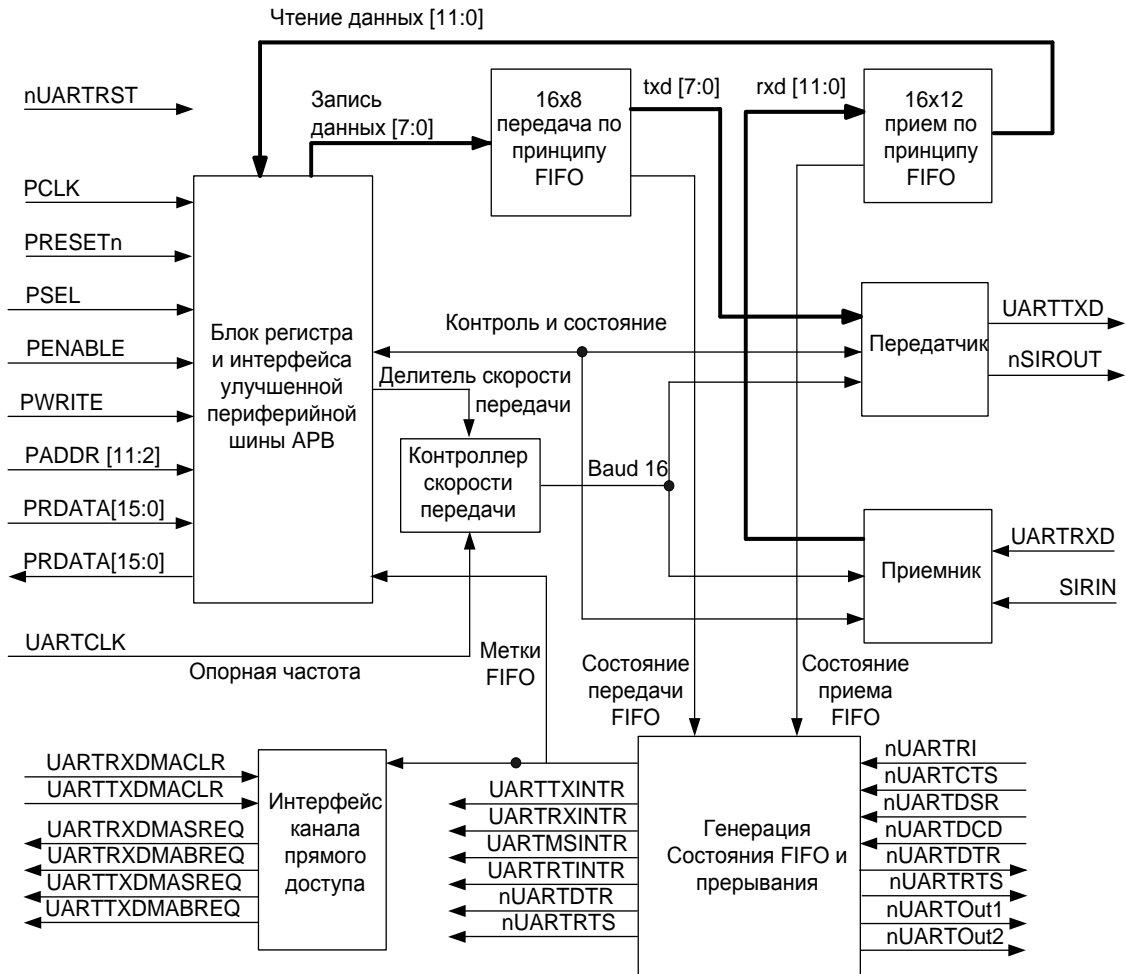 Чтение данных [11:0]
nUARTRST
Запись
данных [7:0]
16x8
передача по
принципу
FIFO
txd [7:0]
rxd [11:0]
16x12
прием по
принципу
FIFO
PCLK
PRESETn
PSEL
PENABLE
PWRITE
PADDR [11:2]
PRDATA[15:0]
PRDATA[15:0]
Блок регистра
и интерфейса
улучшенной
периферийной
шины APB
Контроль и состояние
Делитель скорости
передачи
Контроллер
скорости
передачи
Baud 16
Передатчик
UARTTXD
nSIROUT
Приемник
UARTRXD
SIRIN
UARTCLK
Опорная частота
Метки
FIFO
Состояние
передачи
FIFO
Состояние
приема
FIFO
UARTRXDMACLR
UARTTXDMACLR
UARTRXDMASREQ
UARTRXDMABREQ
UARTTXDMASREQ
UARTTXDMABREQ
Интерфейс
канала
прямого
доступа
UARTTXINTR
UARTRXINTR
UARTMSINTR
UARTRTINTR
nUARTDTR
nUARTRTS
Генерация
Состояния FIFO и
прерывания
nUARTRI
nUARTCTS
nUARTDSR
nUARTDCD
nUARTDTR
nUARTRTS
nUARTOut1
nUARTOut2